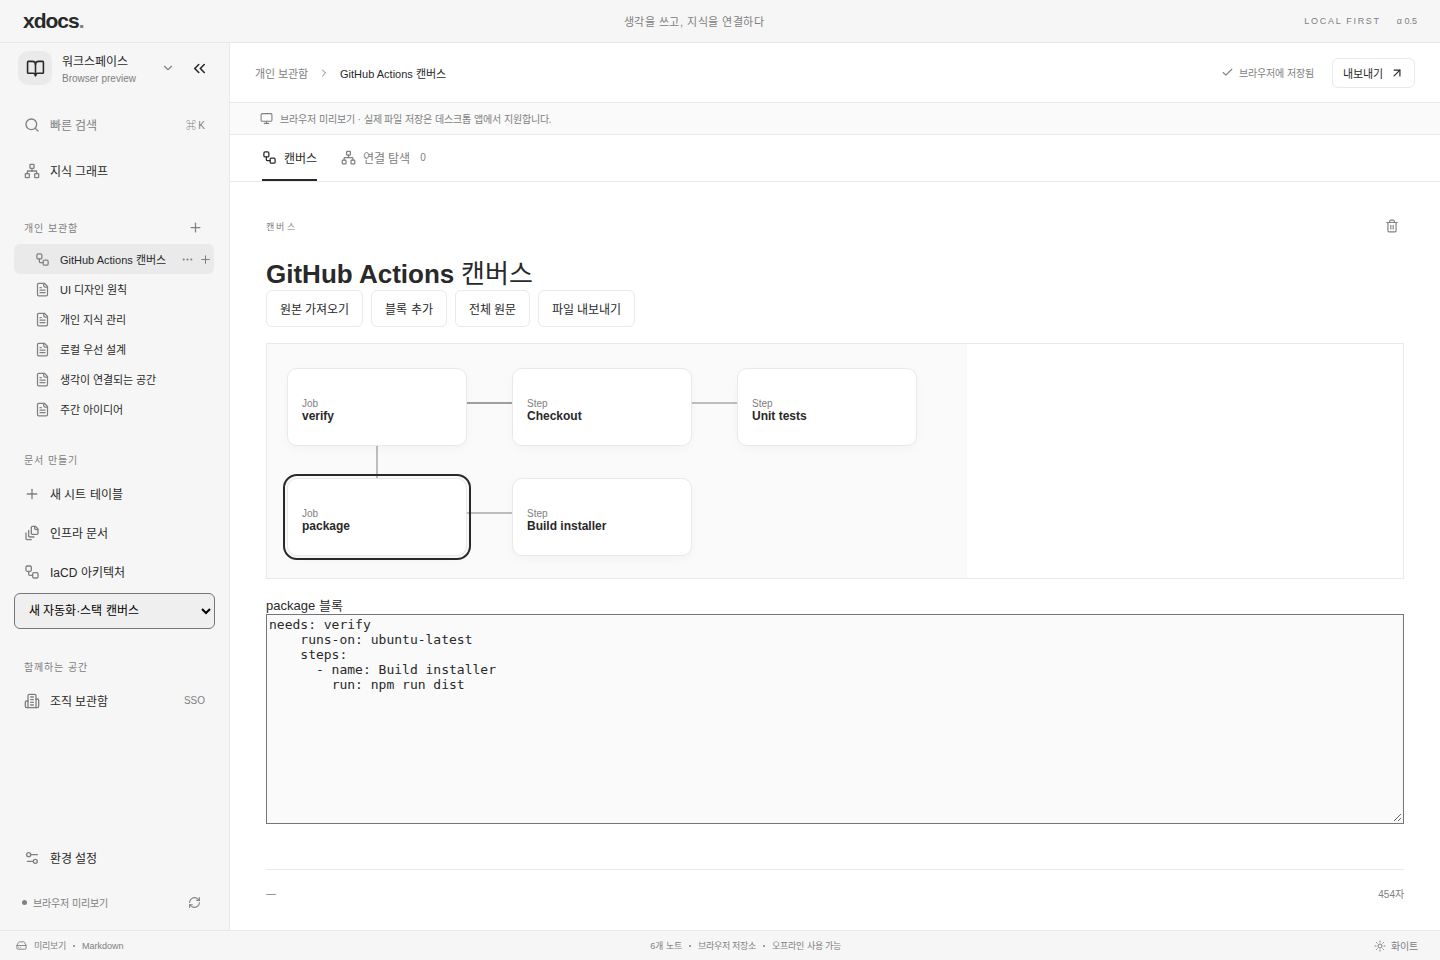 xdocs.
생각을 쓰고, 지식을 연결하다
LOCAL FIRST α 0.5
워크스페이스
Browser preview
빠른 검색 ⌘K
지식 그래프
개인 보관함
GitHub Actions 캔버스
UI 디자인 원칙
개인 지식 관리
로컬 우선 설계
생각이 연결되는 공간
주간 아이디어
문서 만들기
새 시트 테이블
인프라 문서
IaCD 아키텍처
새 자동화·스택 캔버스
함께하는 공간
조직 보관함 SSO
환경 설정
브라우저 미리보기
개인 보관함 GitHub Actions 캔버스
브라우저에 저장됨 내보내기
브라우저 미리보기 · 실제 파일 저장은 데스크톱 앱에서 지원합니다.
캔버스 연결 탐색 0
캔버스
GitHub Actions 캔버스
원본 가져오기 블록 추가 전체 원문 파일 내보내기
Job
verify
Step
Checkout
Step
Unit tests
Job
package
Step
Build installer
package 블록
needs: verify
    runs-on: ubuntu-latest
    steps:
      - name: Build installer
        run: npm run dist
— 454자
미리보기 • Markdown
6개 노트 • 브라우저 저장소 • 오프라인 사용 가능
화이트